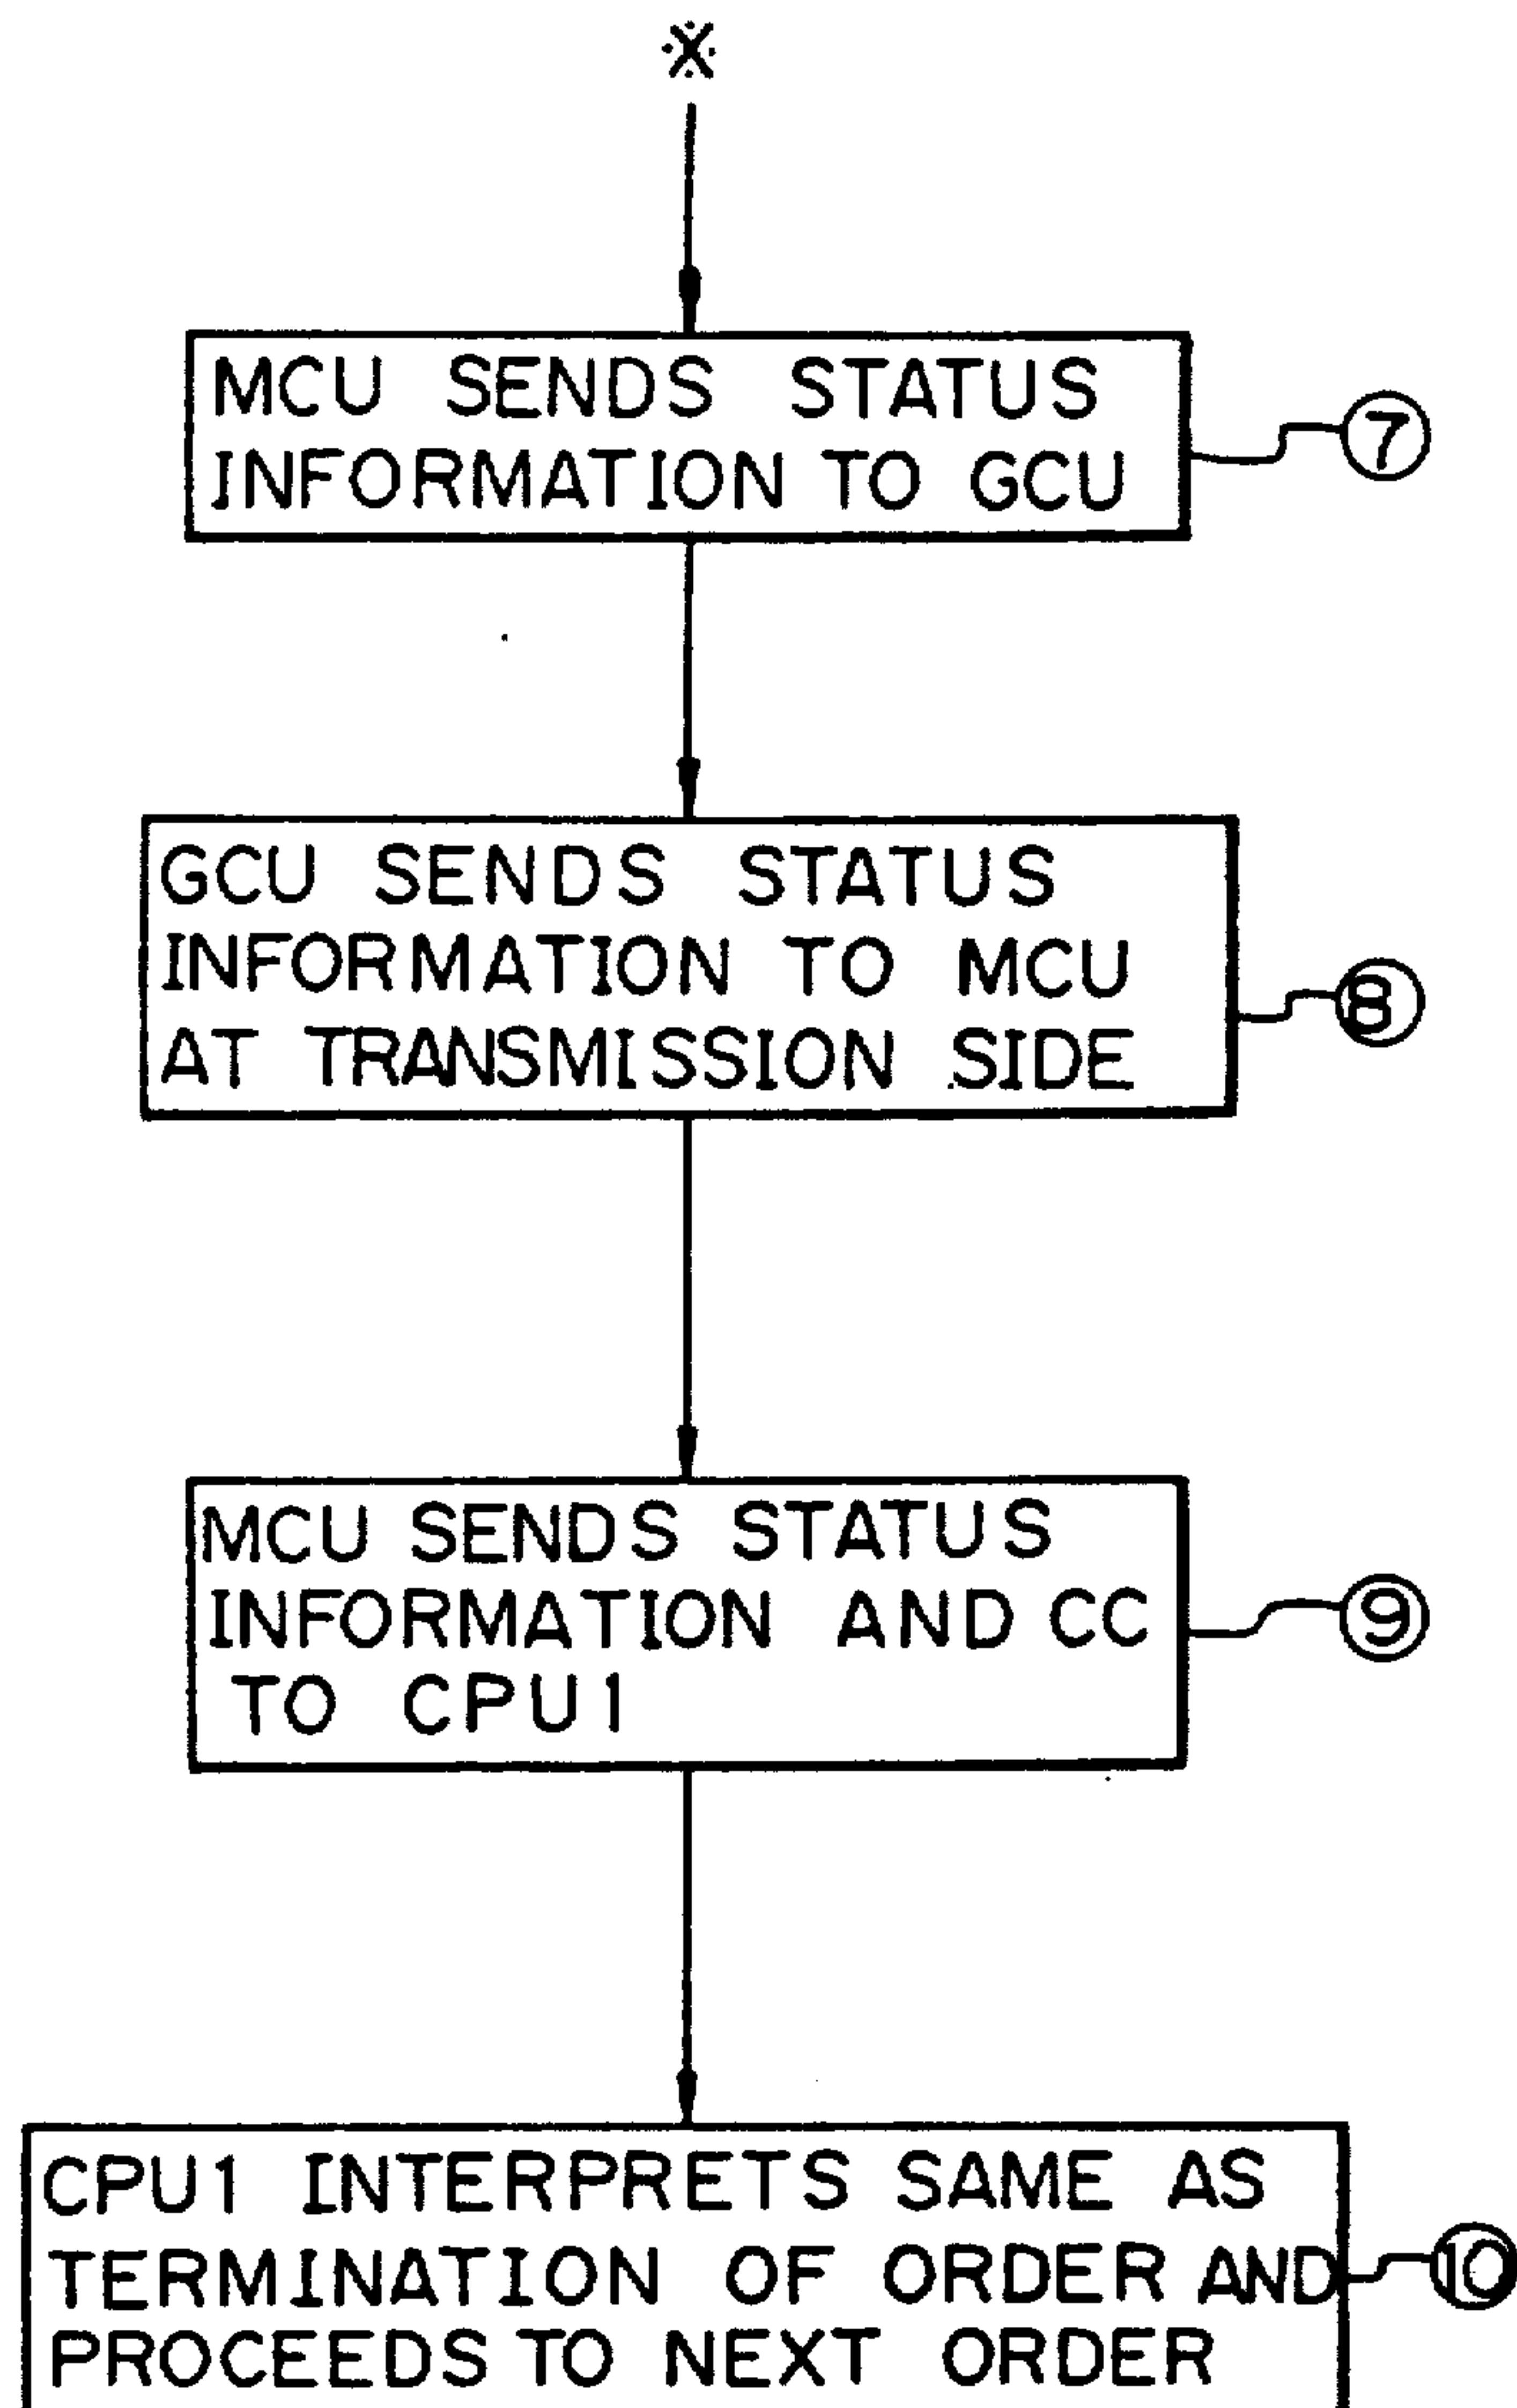 ※
MCU SENDS STATUS
INFORMATION TO GCU
7
GCU SENDS STATUS
INFORMATION TO MCU
AT TRANSMISSION SIDE
8
MCU SENDS STATUS
INFORMATION AND CC
TO CPU1
9
CPU1 INTERPRETS SAME AS
TERMINATION OF ORDER AND
PROCEEDS TO NEXT ORDER
10